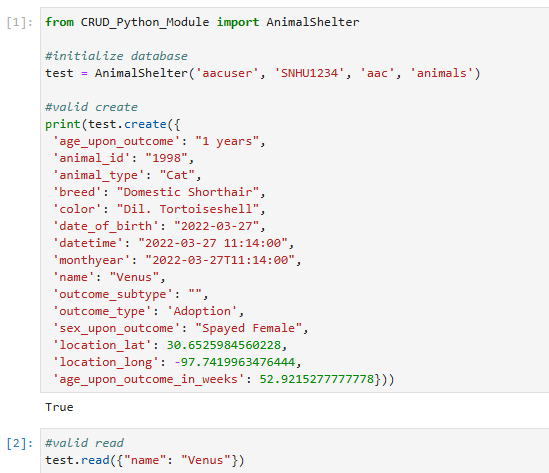 [1]: from CRUD_Python_Module import AnimalShelter
#initialize database
test = AnimalShelter('aacuser', 'SNHU1234', 'aac', 'animals')
#valid create
print(test.create({
'age_upon_outcome': "1 years",
'animal_id': "1998",
'animal_type': "Cat",
'breed': "Domestic Shorthair",
'color': "Dil. Tortoiseshell",
'date_of_birth': "2022-03-27",
'datetime': "2022-03-27 11:14:00",
'monthyear': "2022-03-27T11:14:00",
'name': "Venus",
'outcome_subtype': "",
'outcome_type': 'Adoption',
'sex_upon_outcome': "Spayed Female",
'location_lat': 30.6525984560228,
'location_long': -97.7419963476444,
'age_upon_outcome_in_weeks': 52.9215277777778}))
True
[2]: #valid read
test.read({"name": "Venus"})